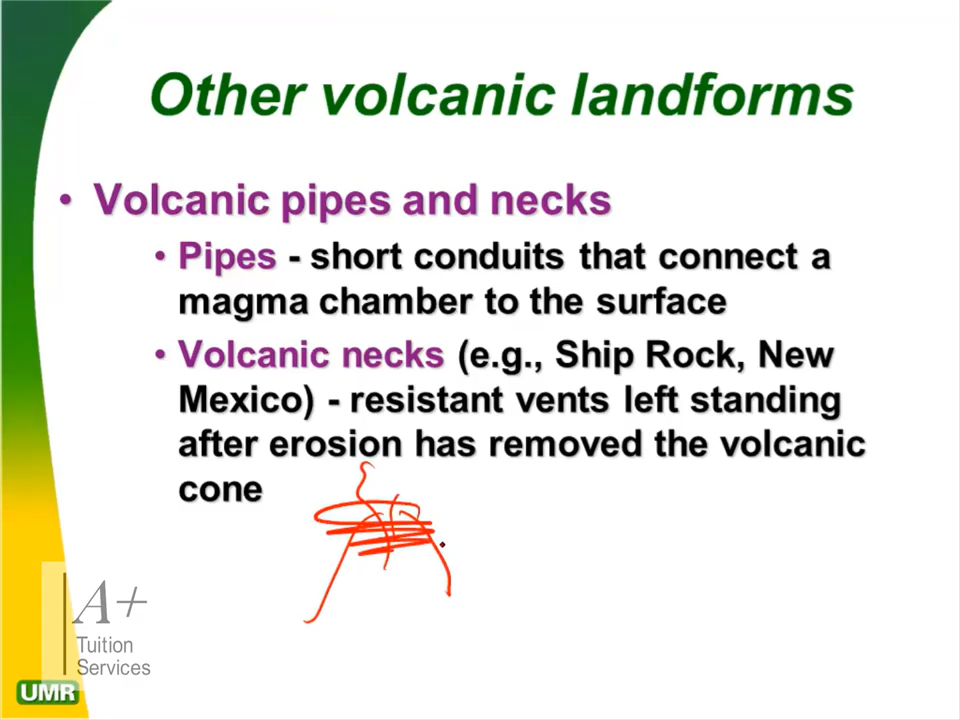 Other volcanic landforms
• Volcanic pipes and necks
• Pipes - short conduits that connect a
magma chamber to the surface
• Volcanic necks (e.g., Ship Rock, New
Mexico) - resistant vents left standing
after erosion has removed the volcanic
cone
A+
Tuition
Services
UMR